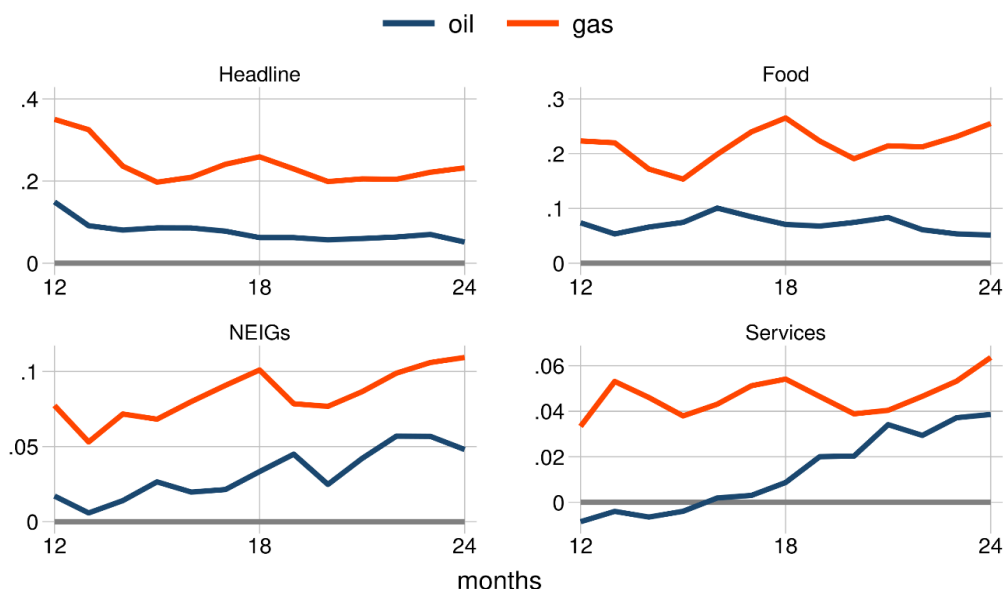 oil gas
Headline
.4
.2
0
12 18 24
Food
.3
.2
.1
0
12 18 24
NEIGs
.1
.05
0
12 18 24
Services
.06
.04
.02
0
12 18 24
months